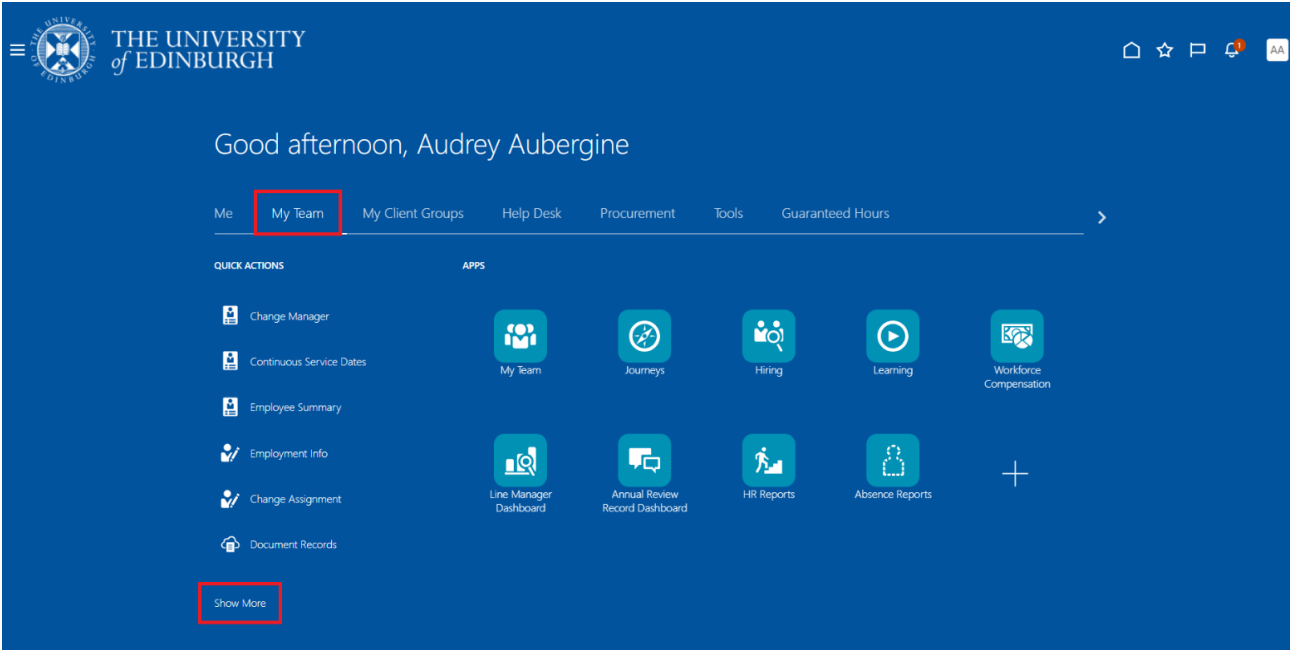 THE UNIVERSITY
of EDINBURGH
1
AA
Good afternoon, Audrey Aubergine
Me My Team My Client Groups Help Desk Procurement Tools Guaranteed Hours
QUICK ACTIONS
Change Manager
Continuous Service Dates
Employee Summary
Employment Info
Change Assignment
Document Records
Show More
APPS
My Team
Journeys
Hiring
Learning
Workforce
Compensation
Line Manager
Dashboard
Annual Review
Record Dashboard
HR Reports
Absence Reports